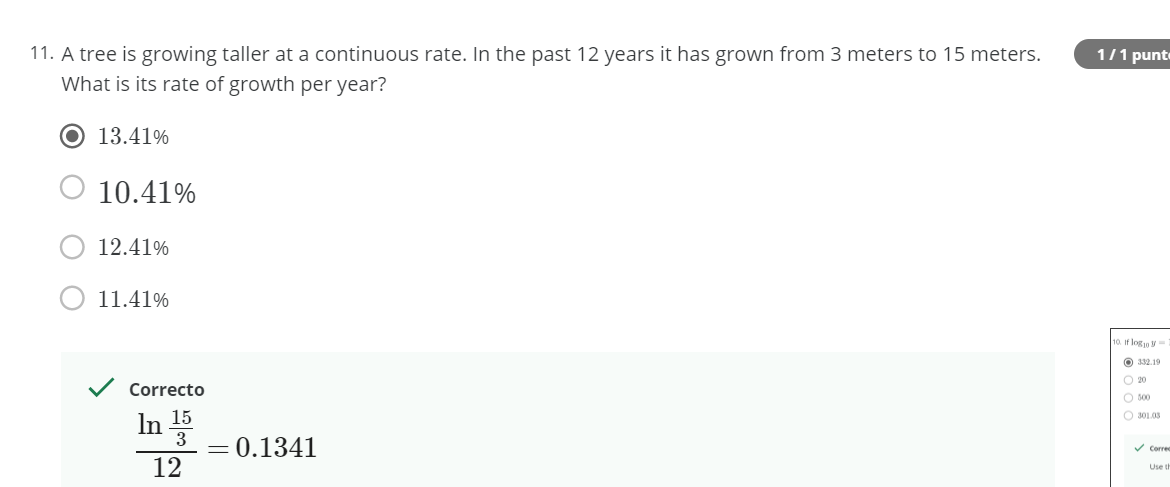 11. A tree is growing taller at a continuous rate. In the past 12 years it has grown from 3 meters to 15 meters.
What is its rate of growth per year?
1 / 1 punto
13.41%
10.41%
12.41%
11.41%
Correcto
ln 15/3 / 12 = 0.1341
10. If log10 y =
332.19
20
500
301.03
Correc
Use th